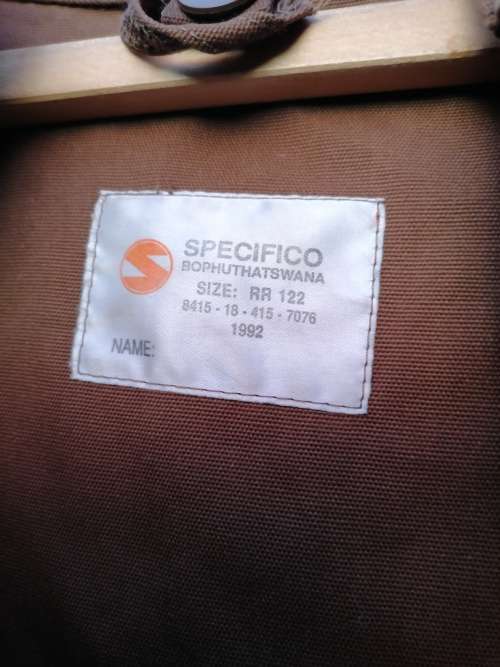 SPECIFICO
BOPHUTHATSWANA
SIZE: RR 122
8415 - 18 - 415 - 7076
1992
NAME: